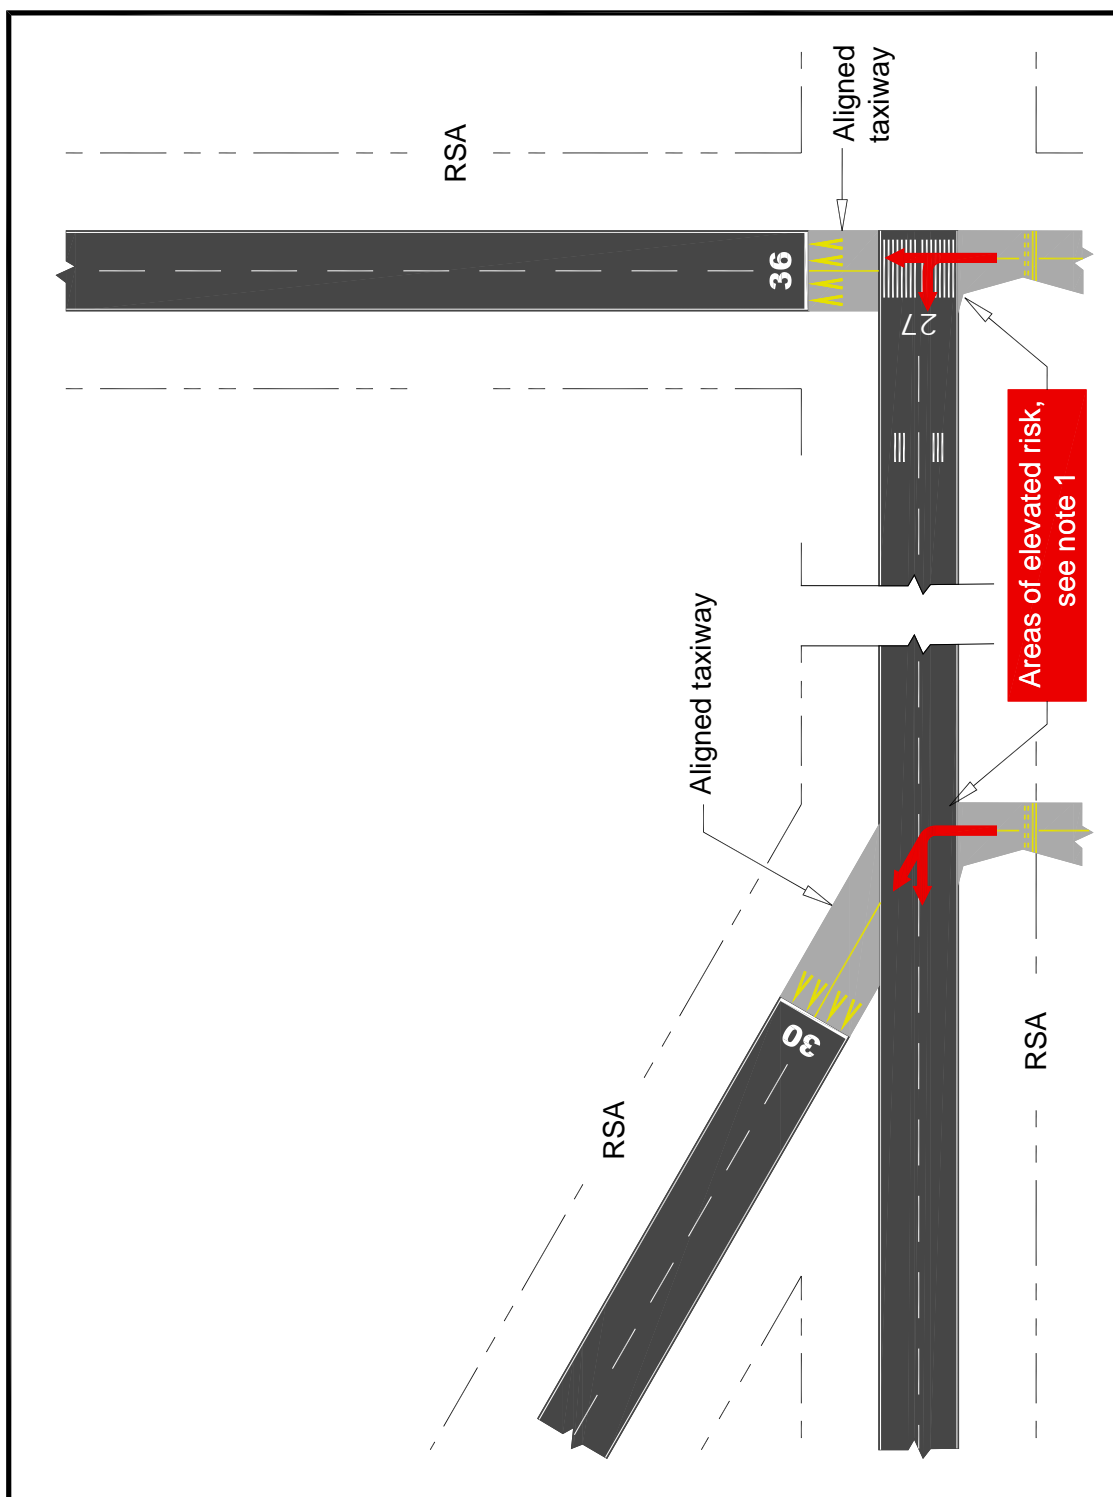 RSA
Aligned
taxiway
36
27
Areas of elevated risk,
see note 1
Aligned taxiway
30
RSA
RSA